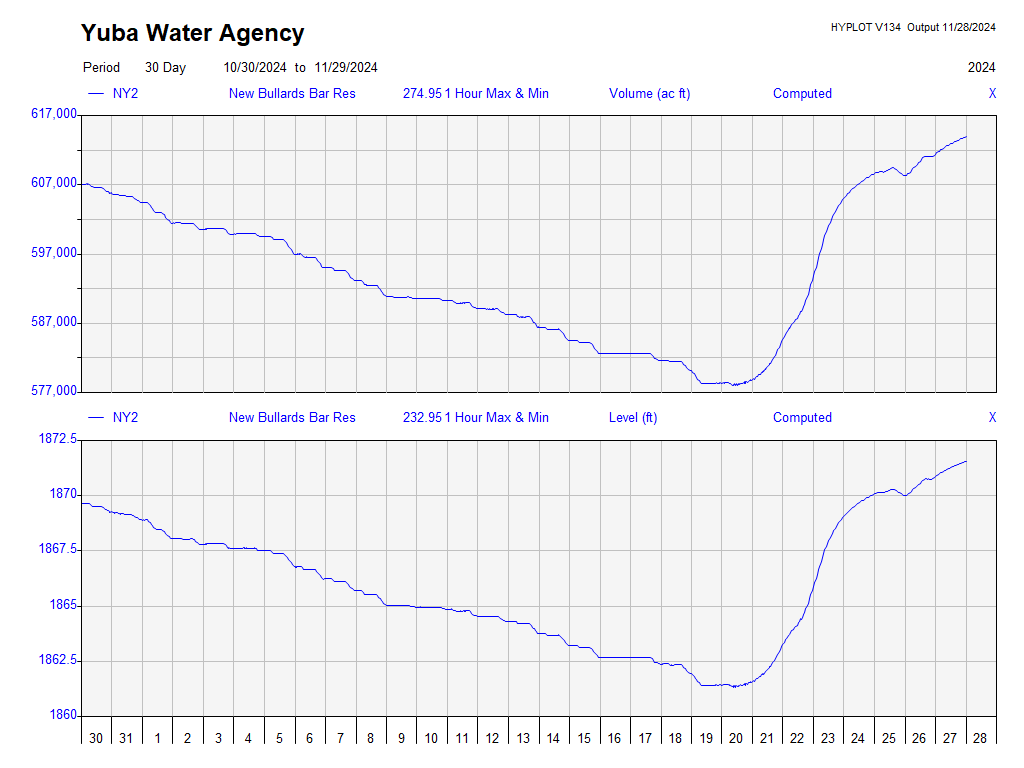 Yuba Water Agency
HYPLOT V134 Output 11/28/2024
Period 30 Day 10/30/2024 to 11/29/2024 2024
NY2 New Bullards Bar Res 274.95 1 Hour Max & Min Volume (ac ft) Computed X
617,000
607,000
597,000
587,000
577,000
NY2 New Bullards Bar Res 232.95 1 Hour Max & Min Level (ft) Computed X
1872.5
1870
1867.5
1865
1862.5
1860
30 31 1 2 3 4 5 6 7 8 9 10 11 12 13 14 15 16 17 18 19 20 21 22 23 24 25 26 27 28